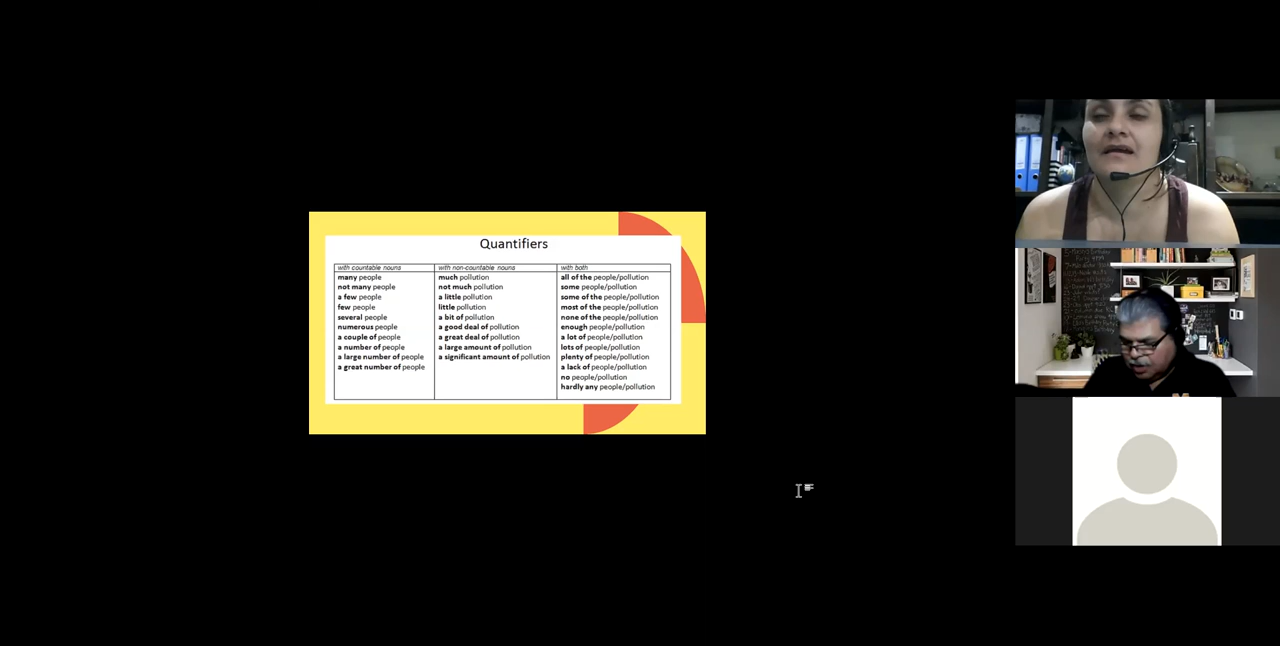 Quantifiers
with countable nouns
many people
not many people
a few people
few people
several people
numerous people
a couple of people
a number of people
a large number of people
a great number of people
with non-countable nouns
much pollution
not much pollution
a little pollution
little pollution
a bit of pollution
a good deal of pollution
a great deal of pollution
a large amount of pollution
a significant amount of pollution
with both
all of the people/pollution
some people/pollution
some of the people/pollution
most of the people/pollution
none of the people/pollution
enough people/pollution
a lot of people/pollution
lots of people/pollution
plenty of people/pollution
a lack of people/pollution
no people/pollution
hardly any people/pollution